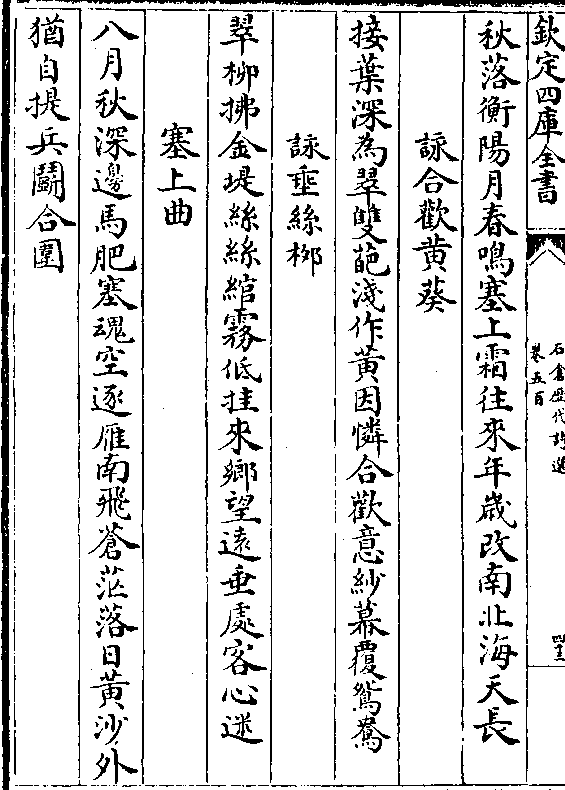 欽定四庫全書
石倉歷代詩選
卷五百
秋落衡陽月春鳴塞上霜往來年歲改南北海天長
詠合歡黄葵
接葉深為翠雙葩淺作黃因憐合歡意紗幕覆鴛鴦
詠垂絲栁
翠柳拂金堤絲絲綰霧低挂來鄉望遠垂處客心迷
塞上曲
八月秋深邊馬肥塞魂空逐雁南飛蒼茫落日黃沙外
猶自提兵鬭合圍